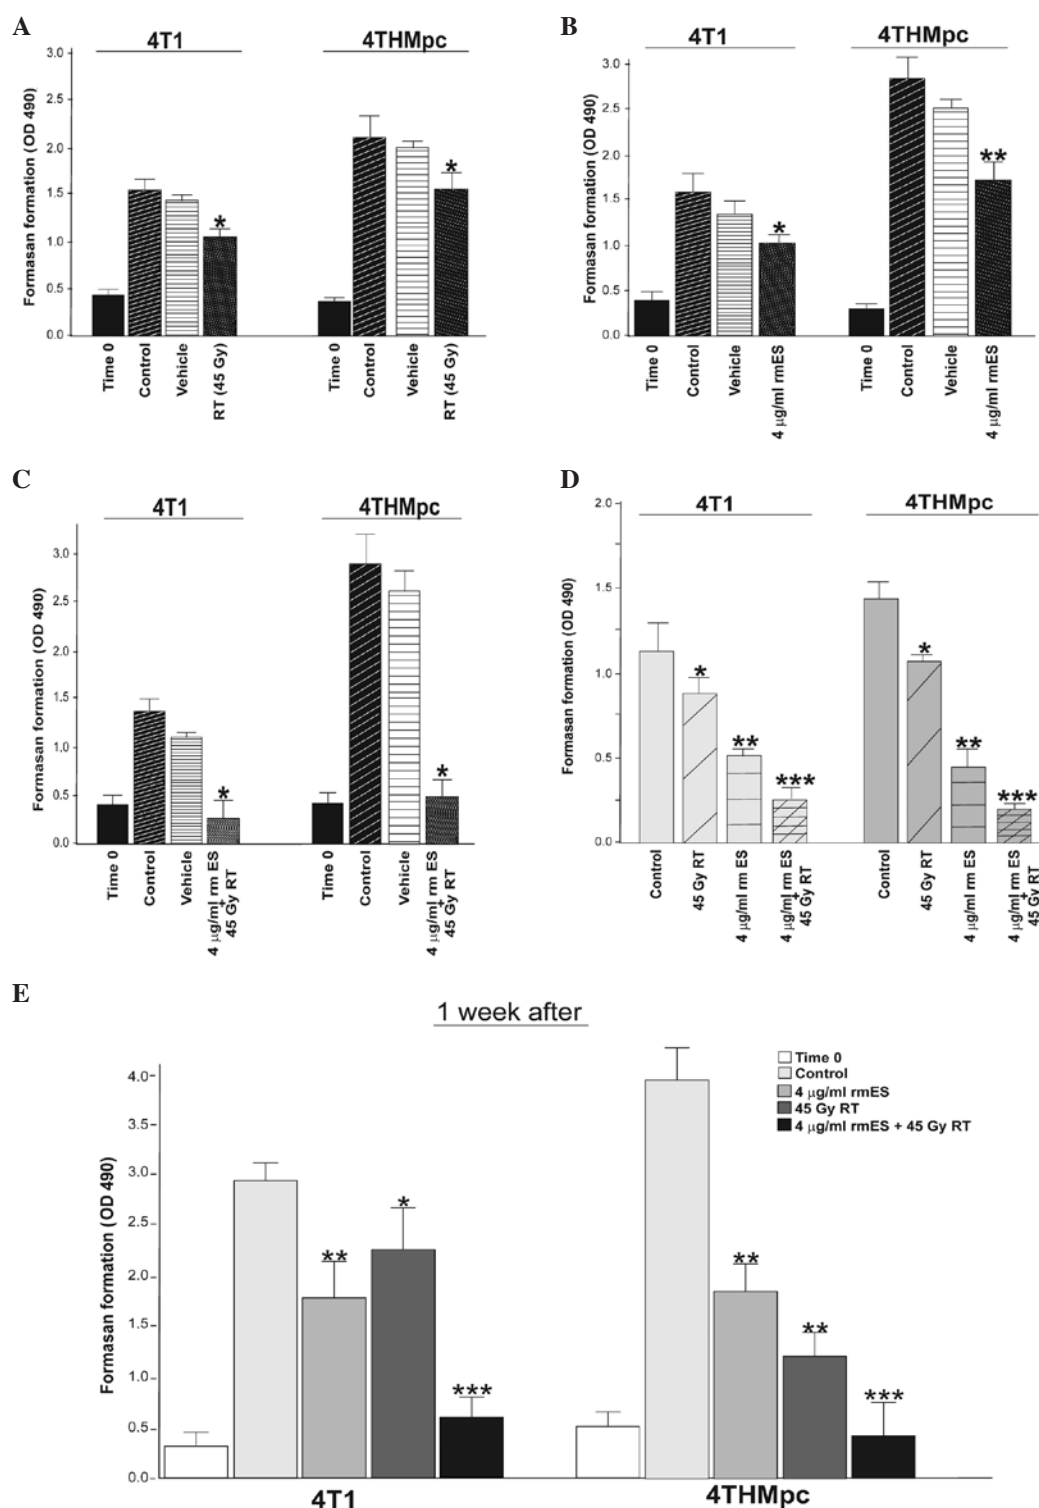 A
4T1
4THMpc
Formasan formation (OD 490)
3.0
2.5
2.0
1.5
1.0
0.5
0.0
*
*
Time 0
Control
Vehicle
RT (45 Gy)
Time 0
Control
Vehicle
RT (45 Gy)
B
4T1
4THMpc
Formasan formation (OD 490)
3.0
2.5
2.0
1.5
1.0
0.5
0.0
*
**
Time 0
Control
Vehicle
4 μg/ml rmES
Time 0
Control
Vehicle
4 μg/ml rmES
C
4T1
4THMpc
Formasan formation (OD 490)
3.0
2.5
2.0
1.5
1.0
0.5
0.0
*
*
Time 0
Control
Vehicle
4 μg/ml rm ES
+
45 Gy RT
Time 0
Control
Vehicle
4 μg/ml rm ES
+
45 Gy RT
D
4T1
4THMpc
Formasan formation (OD 490)
2.0
1.5
1.0
0.5
0.0
*
**
***
*
**
***
Control
45 Gy RT
4 μg/ml rm ES
4 μg/ml rm ES
+
45 Gy RT
Control
45 Gy RT
4 μg/ml rm ES
4 μg/ml rm ES
+
45 Gy RT
E
1 week after
Time 0
Control
4 μg/ml rmES
45 Gy RT
4 μg/ml rmES + 45 Gy RT
Formasan formation (OD 490)
4.0
3.5
3.0
2.5
2.0
1.5
1.0
0.5
0.0
**
*
***
**
**
***
4T1
4THMpc